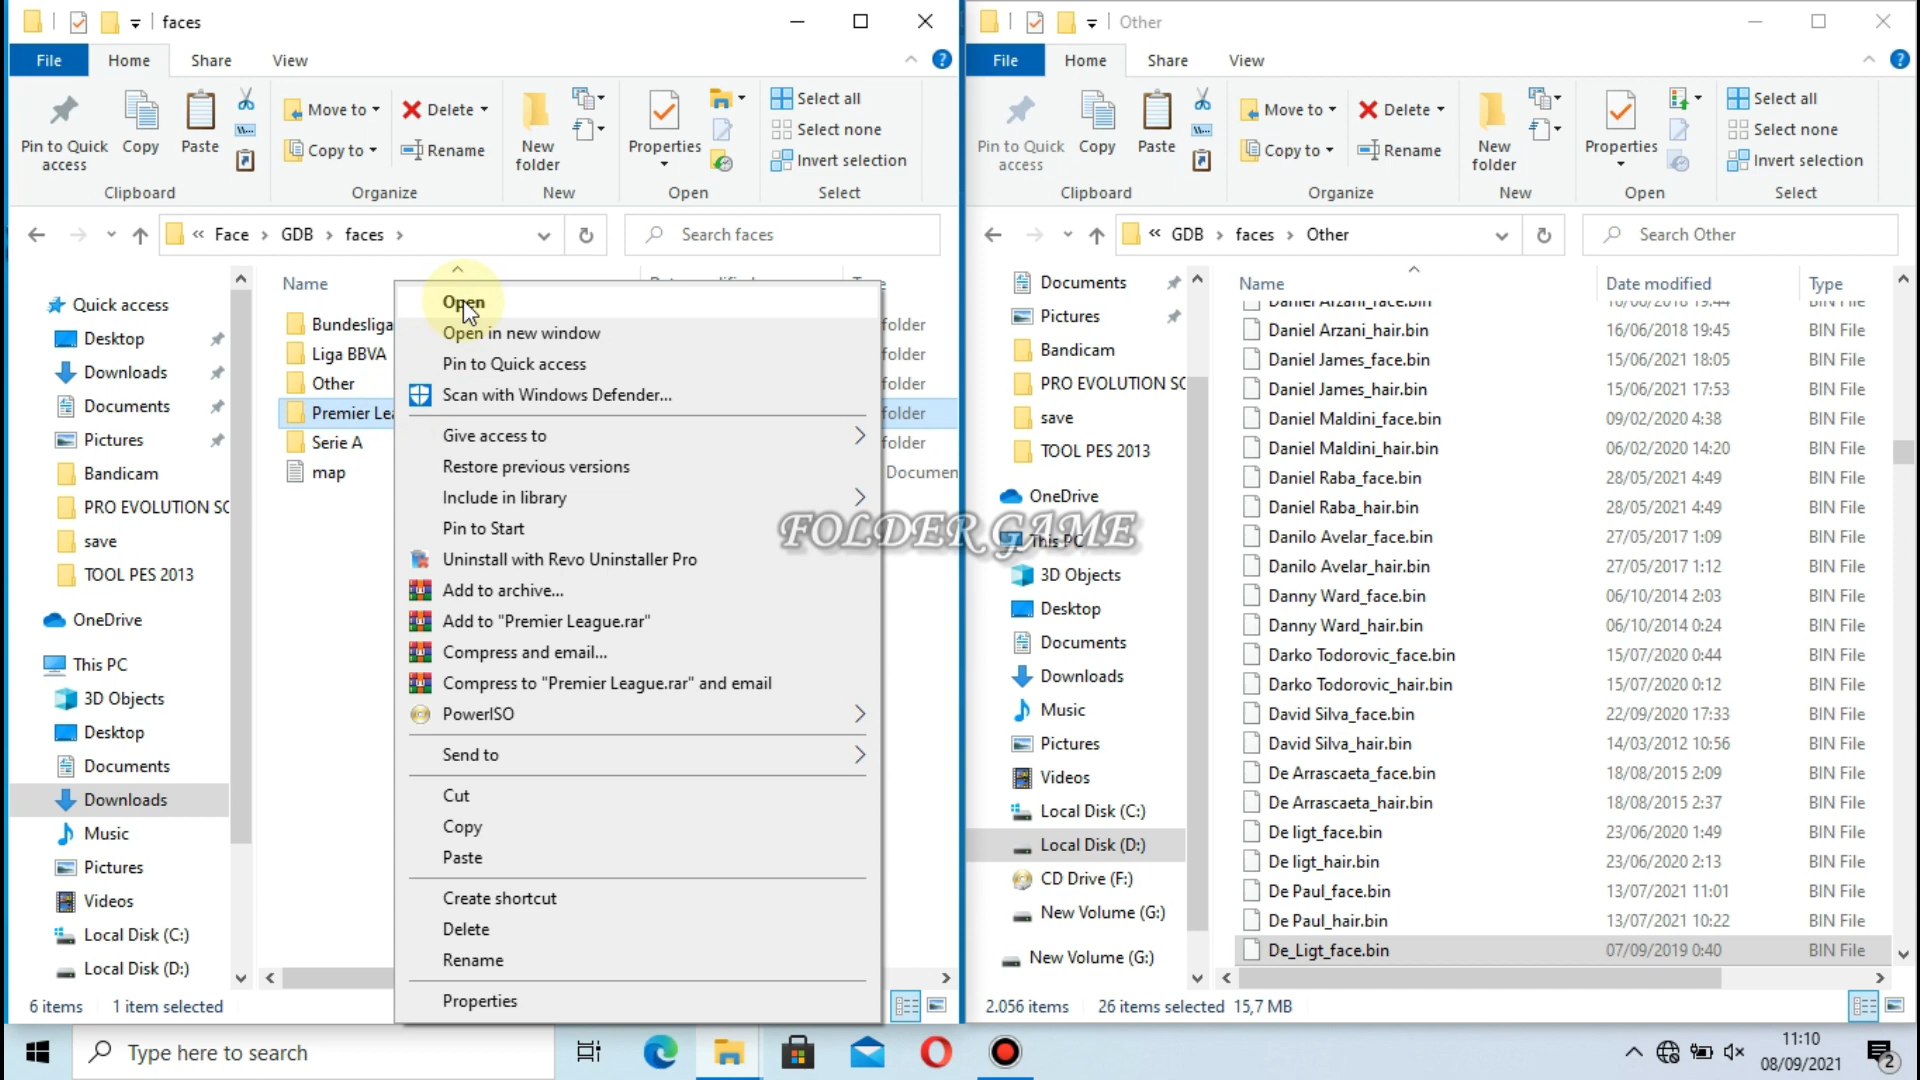 faces
File
Home
Share
View
Pin to Quick access
Copy
Paste
Clipboard
Move to
Copy to
Delete
Rename
Organize
New folder
New
Properties
Open
Select all
Select none
Invert selection
Select
« Face > GDB > faces >
Search faces
Quick access
Desktop
Downloads
Documents
Pictures
Bandicam
PRO EVOLUTION SC
save
TOOL PES 2013
OneDrive
This PC
3D Objects
Desktop
Documents
Downloads
Music
Pictures
Videos
Local Disk (C:)
Local Disk (D:)
Name
Bundesliga
Liga BBVA
Other
Premier Lea
Serie A
map
folder
folder
folder
folder
folder
Documen
Open
Open in new window
Pin to Quick access
Scan with Windows Defender...
Give access to
Restore previous versions
Include in library
Pin to Start
Uninstall with Revo Uninstaller Pro
Add to archive...
Add to "Premier League.rar"
Compress and email...
Compress to "Premier League.rar" and email
PowerISO
Send to
Cut
Copy
Paste
Create shortcut
Delete
Rename
Properties
6 items 1 item selected
FOLDER GAME
Other
File
Home
Share
View
Pin to Quick access
Copy
Paste
Clipboard
Move to
Copy to
Delete
Rename
Organize
New folder
New
Properties
Open
Select all
Select none
Invert selection
Select
« GDB > faces > Other
Search Other
Documents
Pictures
Bandicam
PRO EVOLUTION SC
save
TOOL PES 2013
OneDrive
This PC
3D Objects
Desktop
Documents
Downloads
Music
Pictures
Videos
Local Disk (C:)
Local Disk (D:)
CD Drive (F:)
New Volume (G:)
New Volume (G:)
Name Date modified Type
Daniel Arzani_face.bin 16/06/2018 19:44 BIN File
Daniel Arzani_hair.bin 16/06/2018 19:45 BIN File
Daniel James_face.bin 15/06/2021 18:05 BIN File
Daniel James_hair.bin 15/06/2021 17:53 BIN File
Daniel Maldini_face.bin 09/02/2020 4:38 BIN File
Daniel Maldini_hair.bin 06/02/2020 14:20 BIN File
Daniel Raba_face.bin 28/05/2021 4:49 BIN File
Daniel Raba_hair.bin 28/05/2021 4:49 BIN File
Danilo Avelar_face.bin 27/05/2017 1:09 BIN File
Danilo Avelar_hair.bin 27/05/2017 1:12 BIN File
Danny Ward_face.bin 06/10/2014 2:03 BIN File
Danny Ward_hair.bin 06/10/2014 0:24 BIN File
Darko Todorovic_face.bin 15/07/2020 0:44 BIN File
Darko Todorovic_hair.bin 15/07/2020 0:12 BIN File
David Silva_face.bin 22/09/2020 17:33 BIN File
David Silva_hair.bin 14/03/2012 10:56 BIN File
De Arrascaeta_face.bin 18/08/2015 2:09 BIN File
De Arrascaeta_hair.bin 18/08/2015 2:37 BIN File
De ligt_face.bin 23/06/2020 1:49 BIN File
De ligt_hair.bin 23/06/2020 2:13 BIN File
De Paul_face.bin 13/07/2021 11:01 BIN File
De Paul_hair.bin 13/07/2021 10:22 BIN File
De_Ligt_face.bin 07/09/2019 0:40 BIN File
2.056 items 26 items selected 15,7 MB
Type here to search
11:10
08/09/2021
2